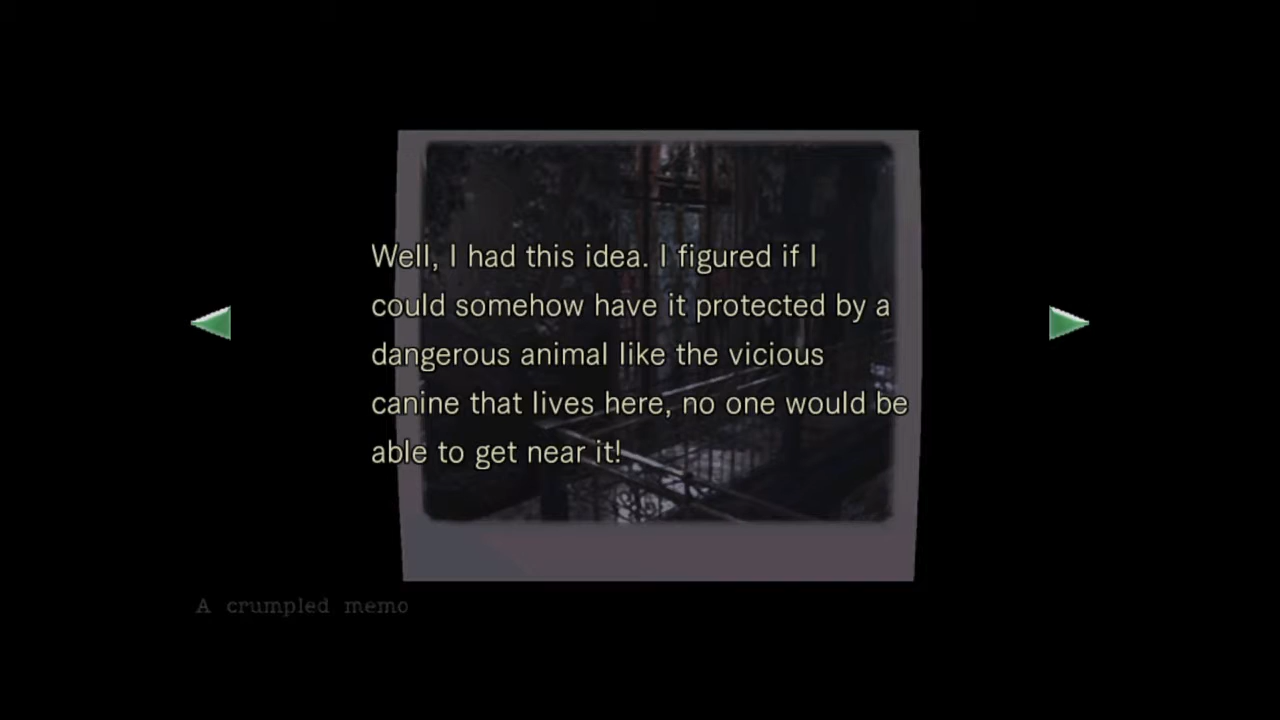 Well, I had this idea. I figured if I
could somehow have it protected by a
dangerous animal like the vicious
canine that lives here, no one would be
able to get near it!
A crumpled memo